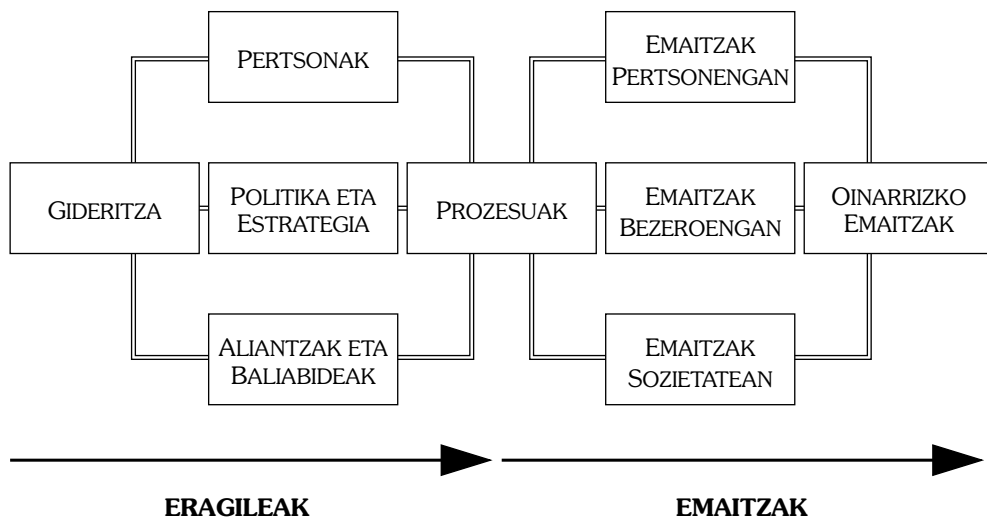 PERTSONAK
EMAITZAK
PERTSONENGAN
GIDERITZA
POLITIKA ETA
ESTRATEGIA
PROZESUAK
EMAITZAK
BEZEROENGAN
OINARRIZKO
EMAITZAK
ALIANTZAK ETA
BALIABIDEAK
EMAITZAK
SOZIETATEAN
ERAGILEAK
EMAITZAK